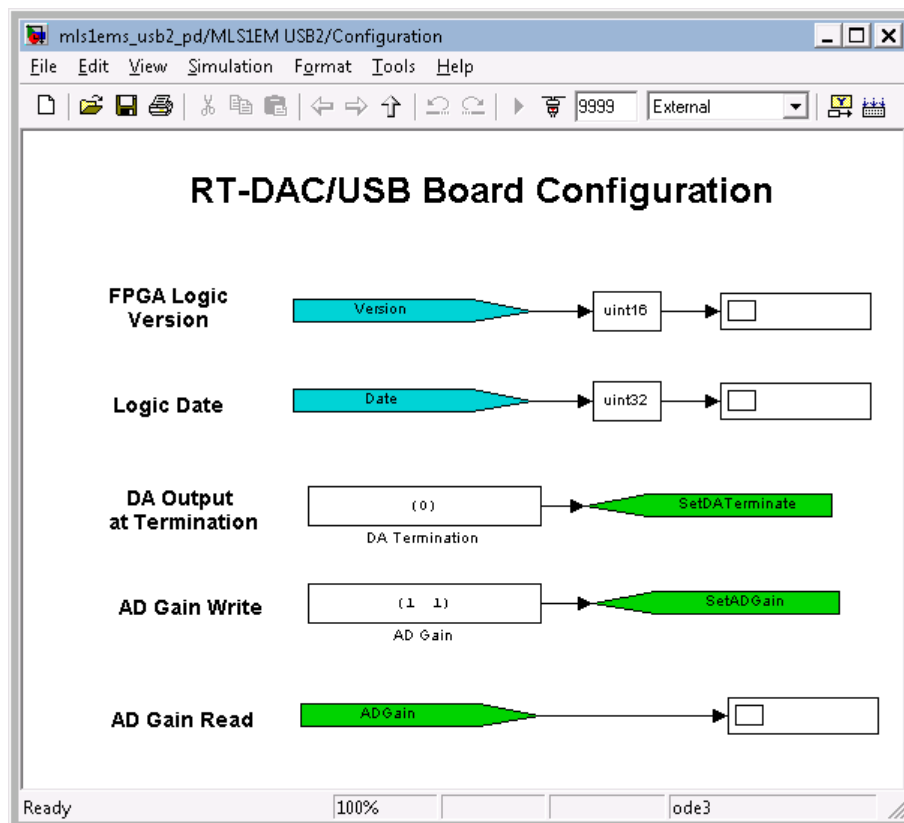 mls1ems_usb2_pd/MLS1EM USB2/Configuration
File Edit View Simulation Format Tools Help
9999 External
RT-DAC/USB Board Configuration
FPGA Logic
Version
Version
uint16
Logic Date
Date
uint32
DA Output
at Termination
(0)
DA Termination
SetDATerminate
AD Gain Write
(1 1)
AD Gain
SetADGain
AD Gain Read
ADGain
Ready 100% ode3